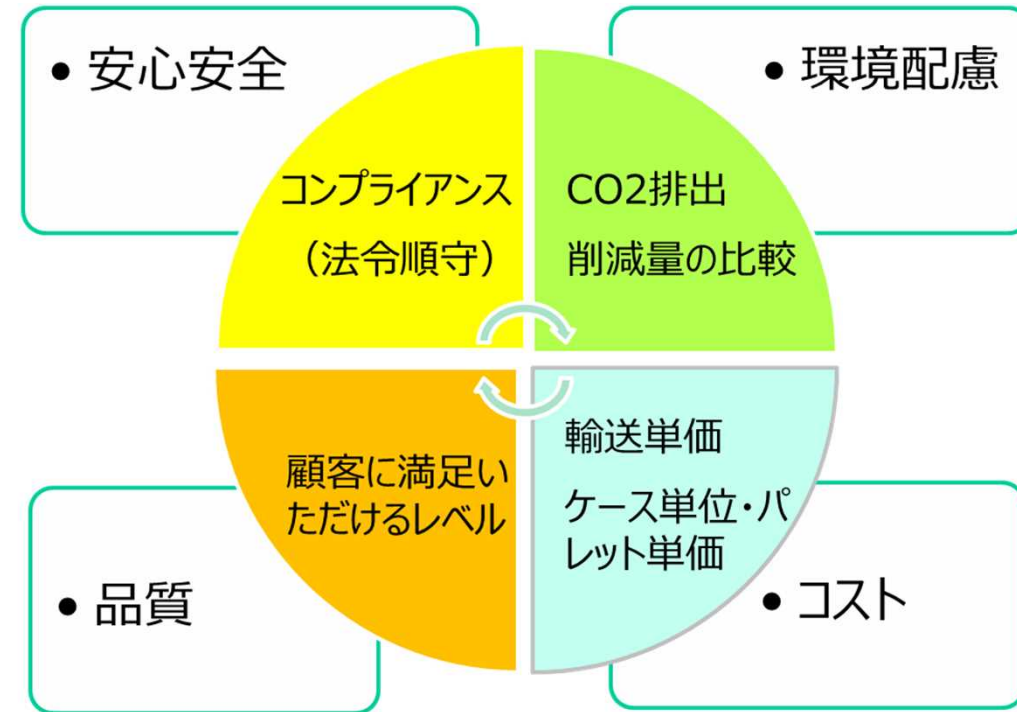 • 安心安全
• 環境配慮
コンプライアンス
（法令順守）
CO2排出
削減量の比較
顧客に満足い
ただけるレベル
輸送単価
ケース単位・パ
レット単価
• 品質
• コスト